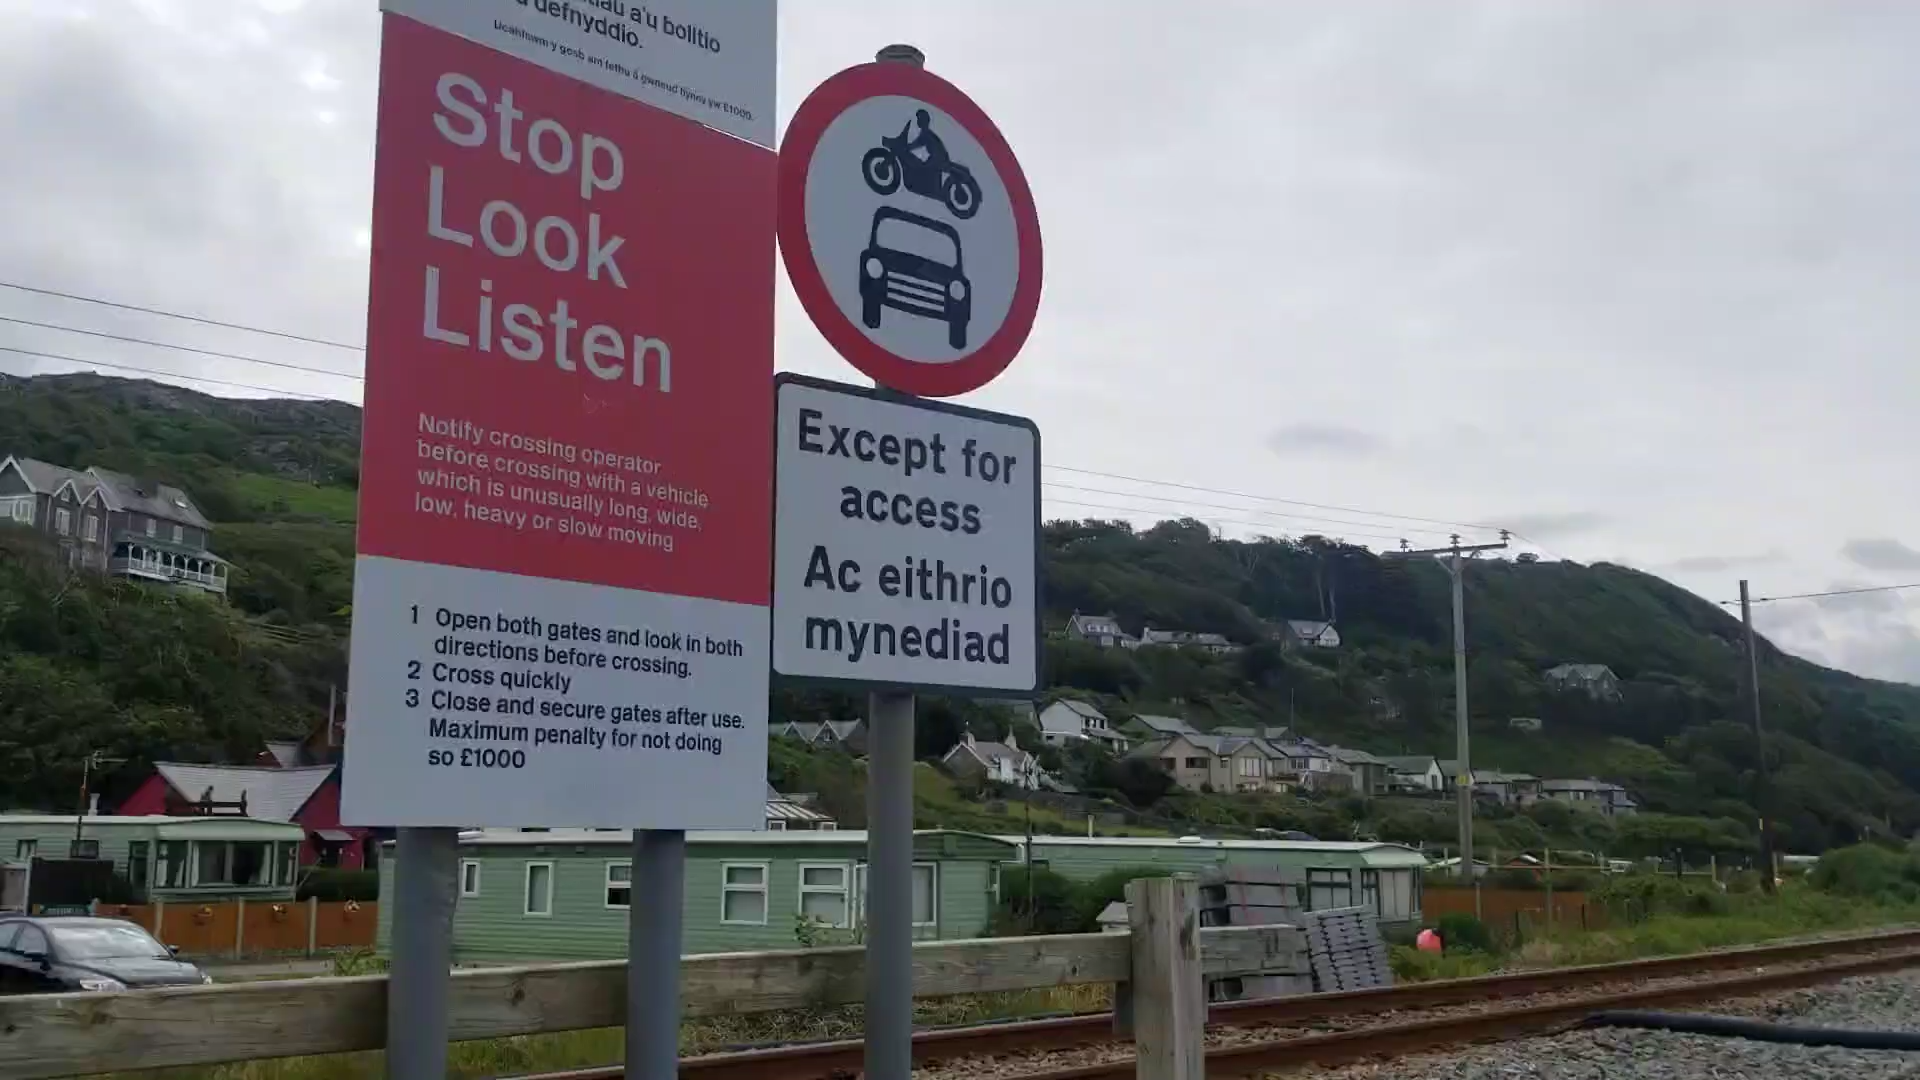 a'u bolltio
defnyddio.
Stop
Look
Listen
Notify crossing operator
before crossing with a vehicle
which is unusually long, wide,
low, heavy or slow moving
1 Open both gates and look in both
directions before crossing.
2 Cross quickly
3 Close and secure gates after use.
Maximum penalty for not doing
so £1000
Except for
access
Ac eithrio
mynediad